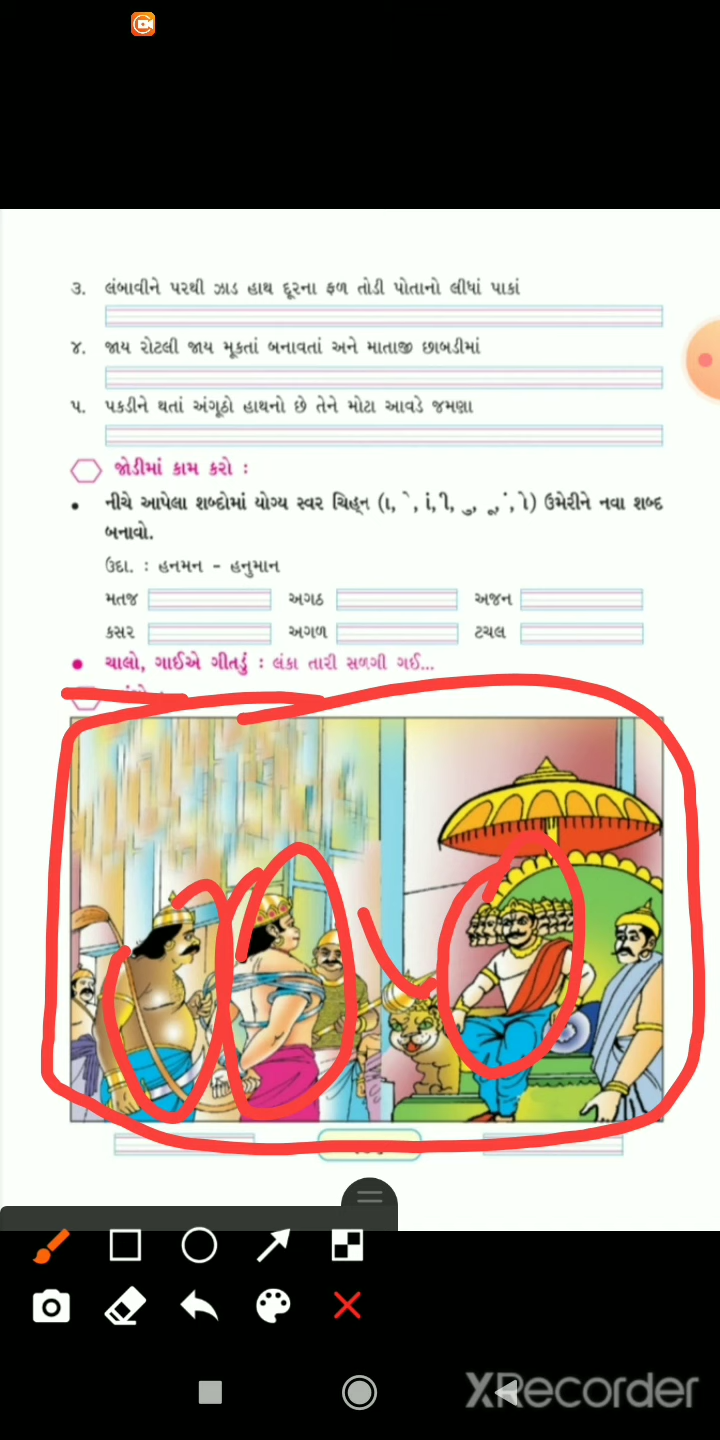 ૩. લંબાવીને પરથી ઝાડ હાથ દૂરના ફળ તોડી પોતાનો લીધાં પાકાં
૪. જાય રોટલી જાય મૂકતાં બનાવતાં અને માતાજી છાબડીમાં
૫. પકડીને થતાં અંગૂઠો હાથનો છે તેને મોટા આવડે જમણા
જોડીમાં કામ કરો :
• નીચે આપેલા શબ્દોમાં યોગ્ય સ્વર ચિહ્ન (ા, ે, ાં, ી, ુ, ૂ, ં, ો) ઉમેરીને નવા શબ્દ
બનાવો.
ઉદા. : હનમન - હનુમાન
મતજ અગઠ અજન
કસર અગળ ટચલ
• ચાલો, ગાઈએ ગીતડું : લંકા તારી સળગી ગઈ...
XRecorder